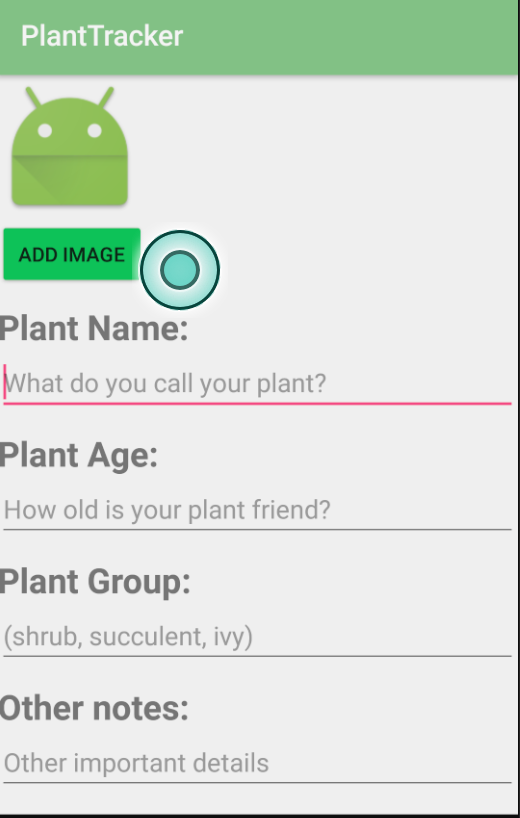 PlantTracker
ADD IMAGE
Plant Name:
What do you call your plant?
Plant Age:
How old is your plant friend?
Plant Group:
(shrub, succulent, ivy)
Other notes:
Other important details